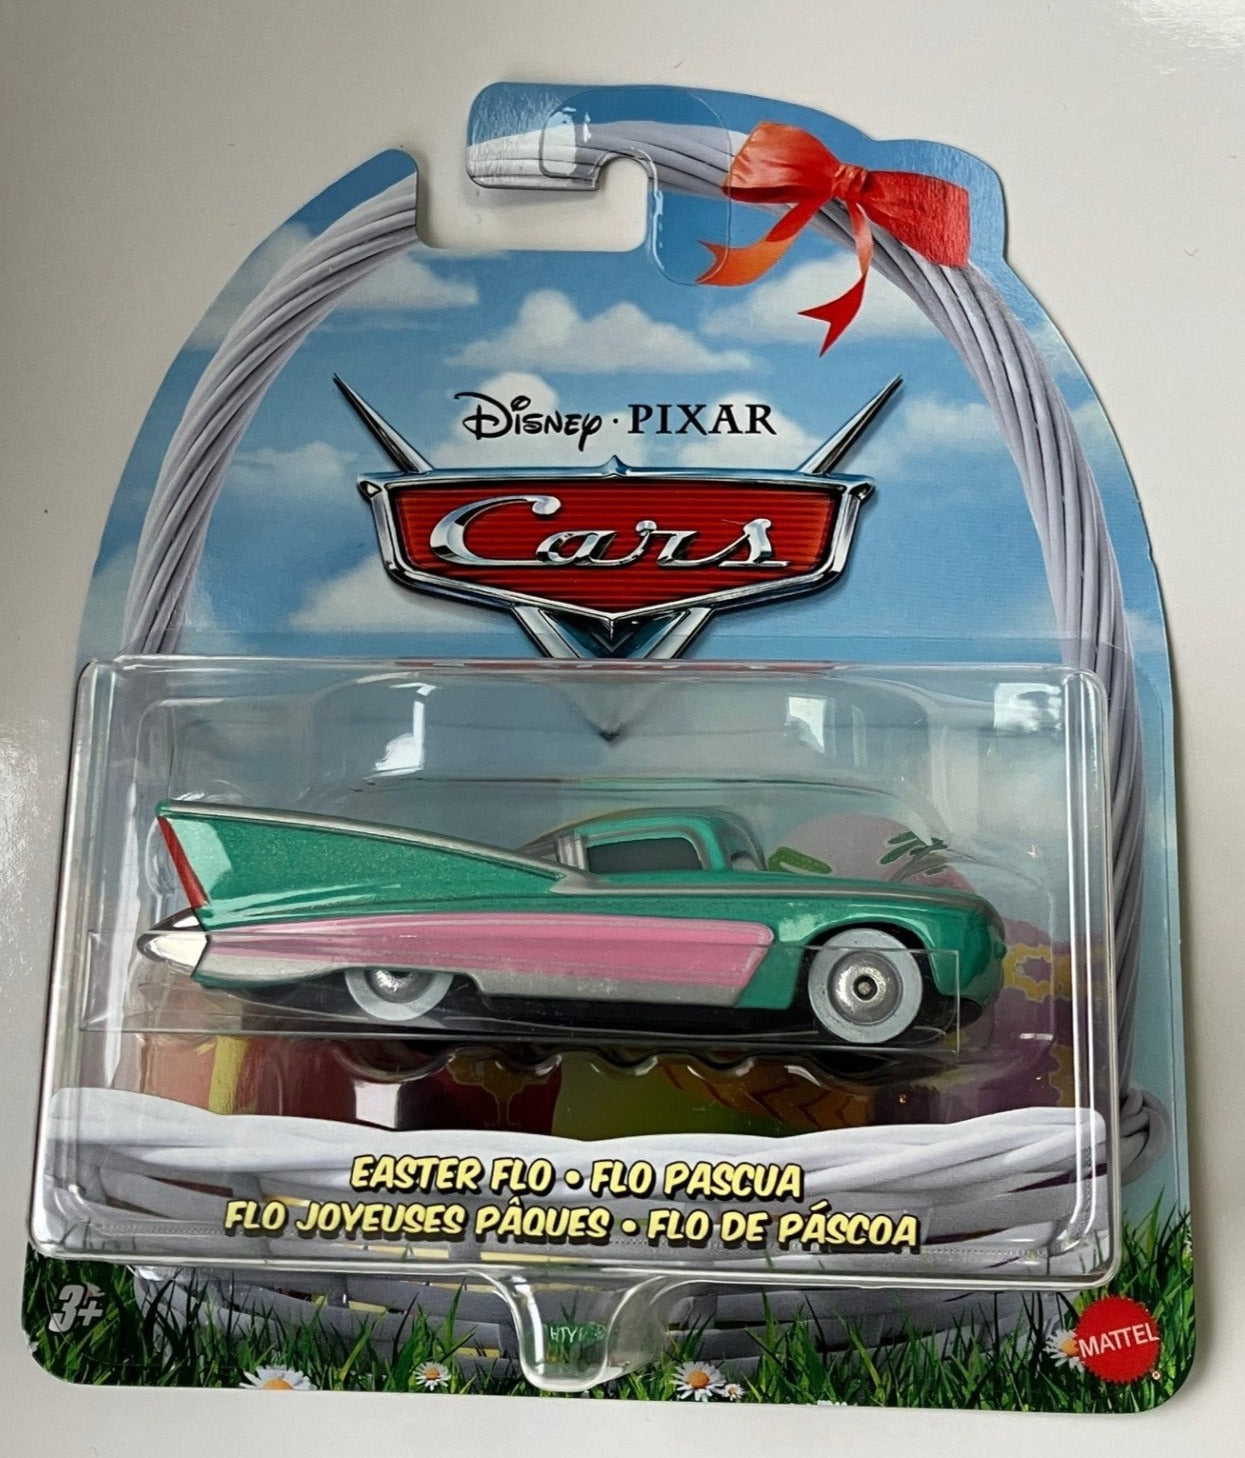 Disney · PIXAR
Cars
EASTER FLO • FLO PASCUA
FLO JOYEUSES PÂQUES • FLO DE PÁSCOA
3+
MATTEL